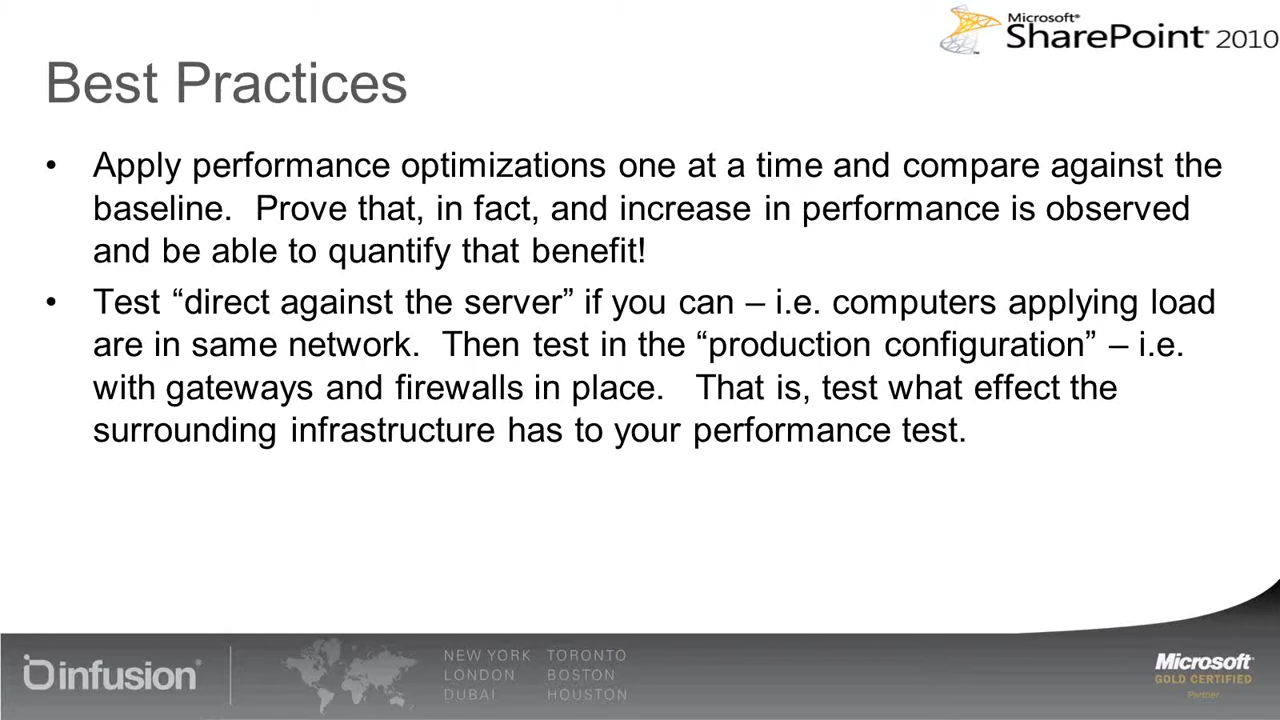 Microsoft®
SharePoint® 2010
Best Practices
• Apply performance optimizations one at a time and compare against the
baseline. Prove that, in fact, and increase in performance is observed
and be able to quantify that benefit!
• Test “direct against the server” if you can – i.e. computers applying load
are in same network. Then test in the “production configuration” – i.e.
with gateways and firewalls in place. That is, test what effect the
surrounding infrastructure has to your performance test.
infusion®
NEW YORK TORONTO
LONDON BOSTON
DUBAI HOUSTON
Microsoft®
GOLD CERTIFIED
Partner